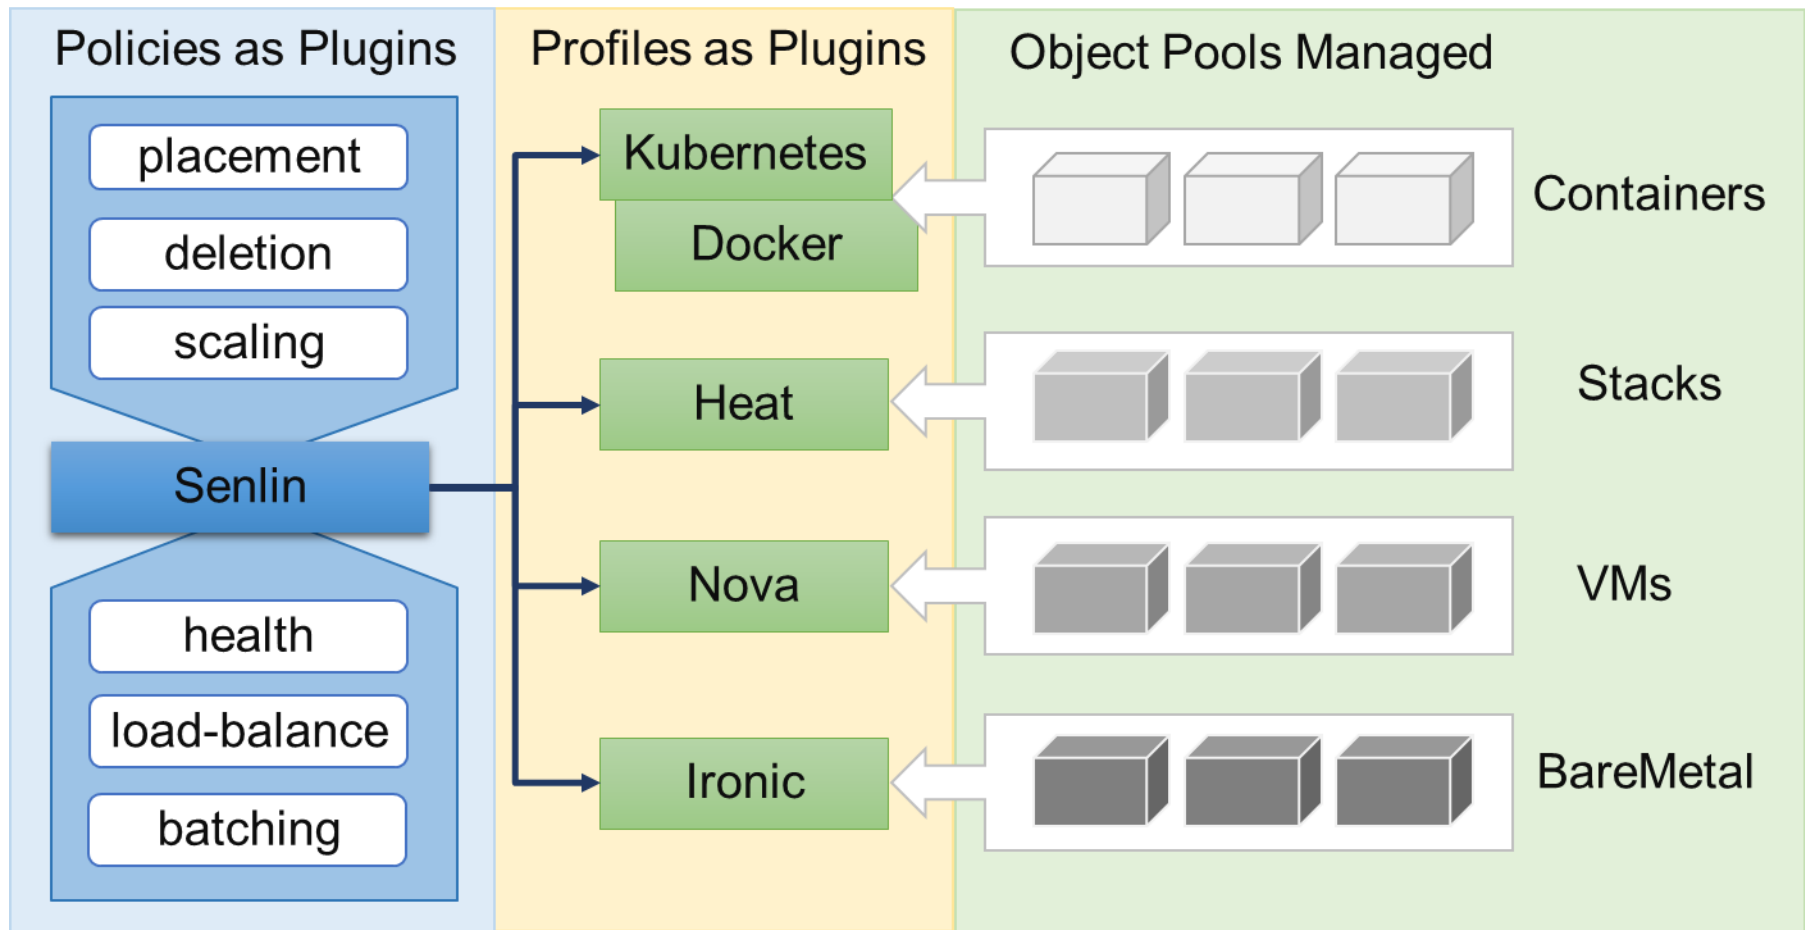 Policies as Plugins
placement
deletion
scaling
Senlin
health
load-balance
batching
Profiles as Plugins
Kubernetes
Docker
Heat
Nova
Ironic
Object Pools Managed
Containers
Stacks
VMs
BareMetal